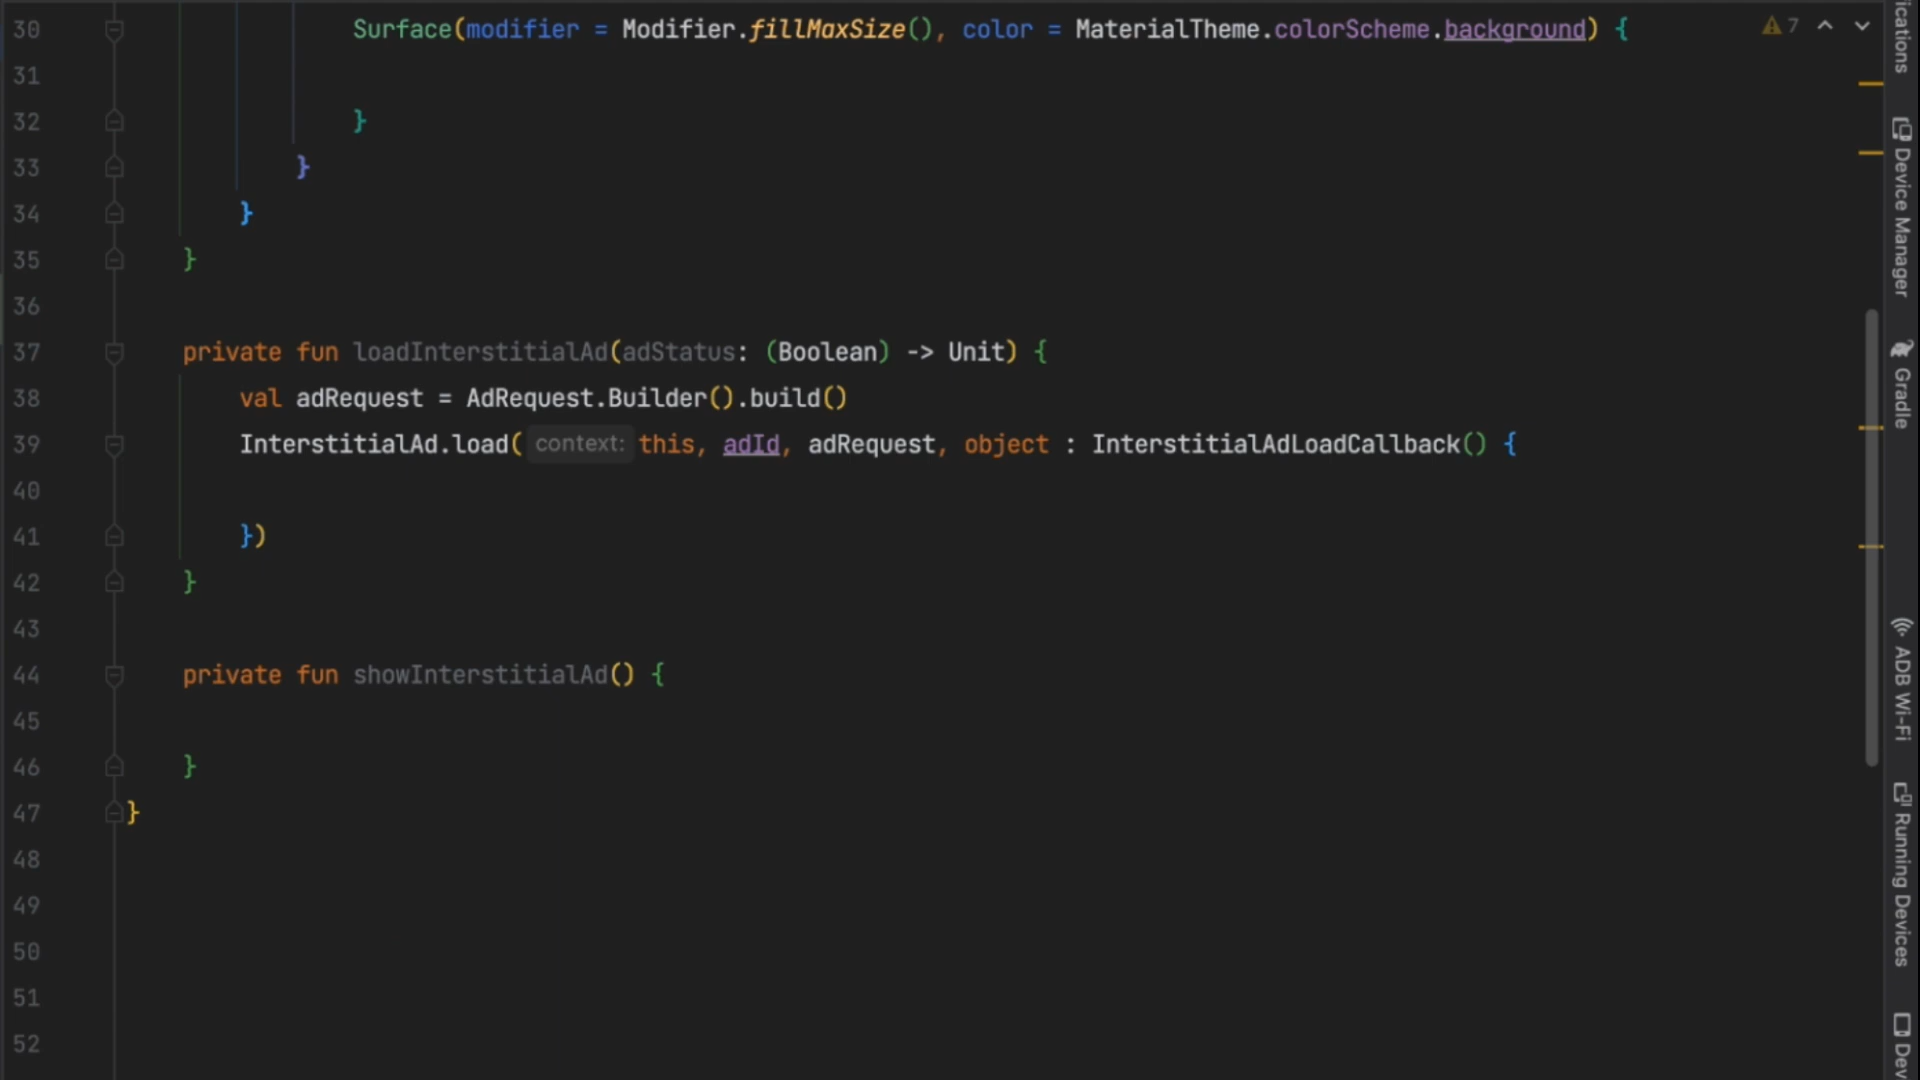 30 Surface(modifier = Modifier.fillMaxSize(), color = MaterialTheme.colorScheme.background) {
7
31
32 }
33 }
34 }
35 }
36
37 private fun loadInterstitialAd(adStatus: (Boolean) -> Unit) {
38 val adRequest = AdRequest.Builder().build()
39 InterstitialAd.load( context: this, adId, adRequest, object : InterstitialAdLoadCallback() {
40
41 })
42 }
43
44 private fun showInterstitialAd() {
45
46 }
47 }
48
49
50
51
52
ications
Device Manager
Gradle
ADB Wi-Fi
Running Devices
Dev